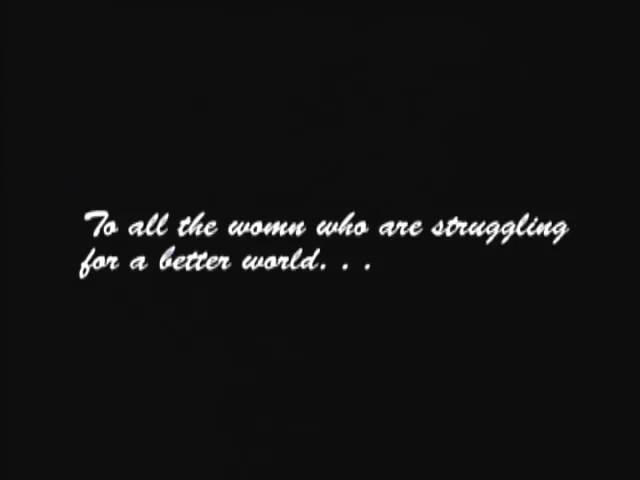 To all the womn who are struggling
for a better world. . .